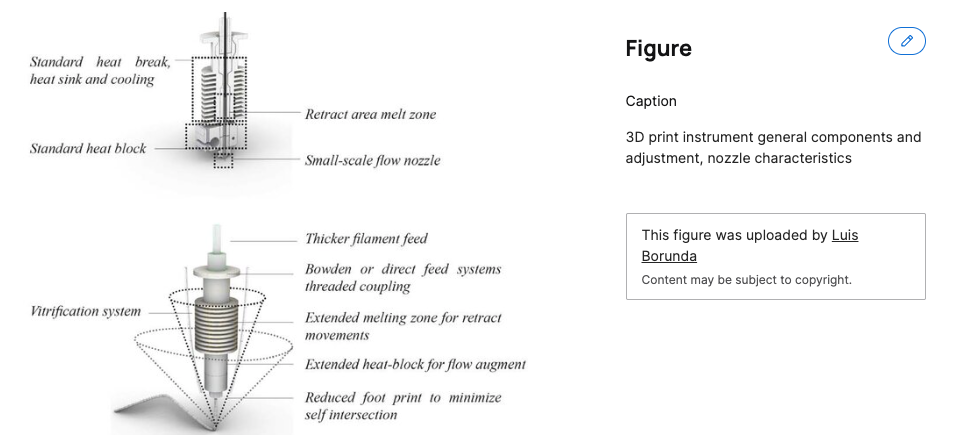 Standard heat break,
heat sink and cooling
Retract area melt zone
Standard heat block
Small-scale flow nozzle
Thicker filament feed
Bowden or direct feed systems
threaded coupling
Vitrification system
Extended melting zone for retract
movements
Extended heat-block for flow augment
Reduced foot print to minimize
self intersection
Figure
Caption
3D print instrument general components and
adjustment, nozzle characteristics
This figure was uploaded by Luis
Borunda
Content may be subject to copyright.